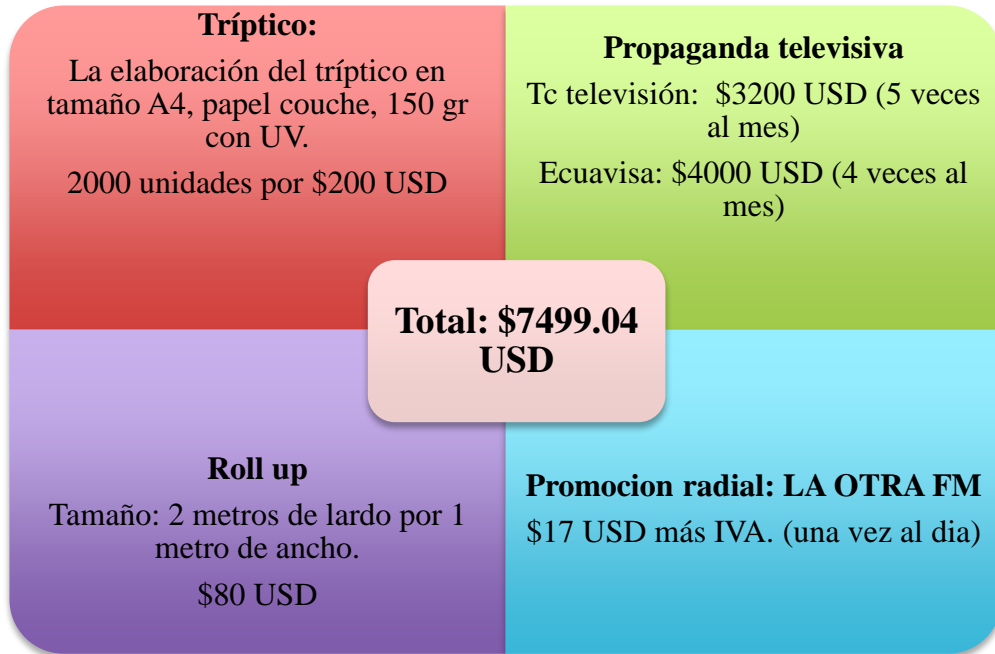 Tríptico:
La elaboración del tríptico en
tamaño A4, papel couche, 150 gr
con UV.
2000 unidades por $200 USD
Propaganda televisiva
Tc televisión: $3200 USD (5 veces
al mes)
Ecuavisa: $4000 USD (4 veces al
mes)
Total: $7499.04
USD
Roll up
Tamaño: 2 metros de lardo por 1
metro de ancho.
$80 USD
Promocion radial: LA OTRA FM
$17 USD más IVA. (una vez al dia)